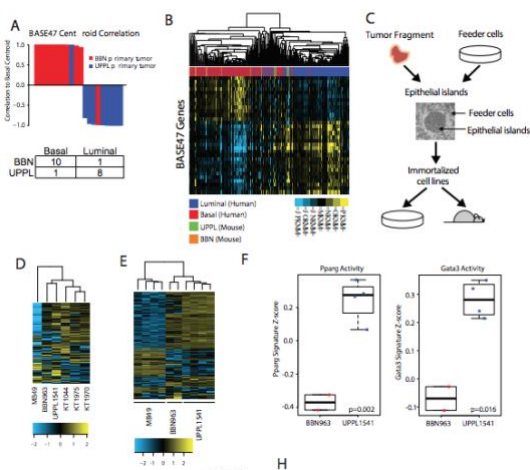 A
BASE47 Cent roid Correlation
BBN p rimary tumor
UPPL p rimary tumor
Correlation to Basal Centroid
1.0
0.5
0.0
-0.5
-1.0
Basal Luminal
BBN 10 1
UPPL 1 8
B
BASE47 Genes
Luminal (Human)
Basal (Human)
UPPL (Mouse)
BBN (Mouse)
C
Tumor Fragment
Feeder cells
Epithelial islands
Feeder cells
Epithelial islands
Immortalized
cell lines
D
MB49
BBN963
UPPL1541
KT1044
KT1975
KT1970
-2 -1 0 1 2
E
MB49
BBN963
UPPL1541
-2 -1 0 1 2
F
Pparg Activity
Pparg Signature Z-score
0.2
0.0
-0.4
p=0.002
BBN963 UPPL1541
Gata3 Activity
Gata3 Signature Z-score
0.3
0.1
-0.1
p=0.016
BBN963 UPPL1541
H